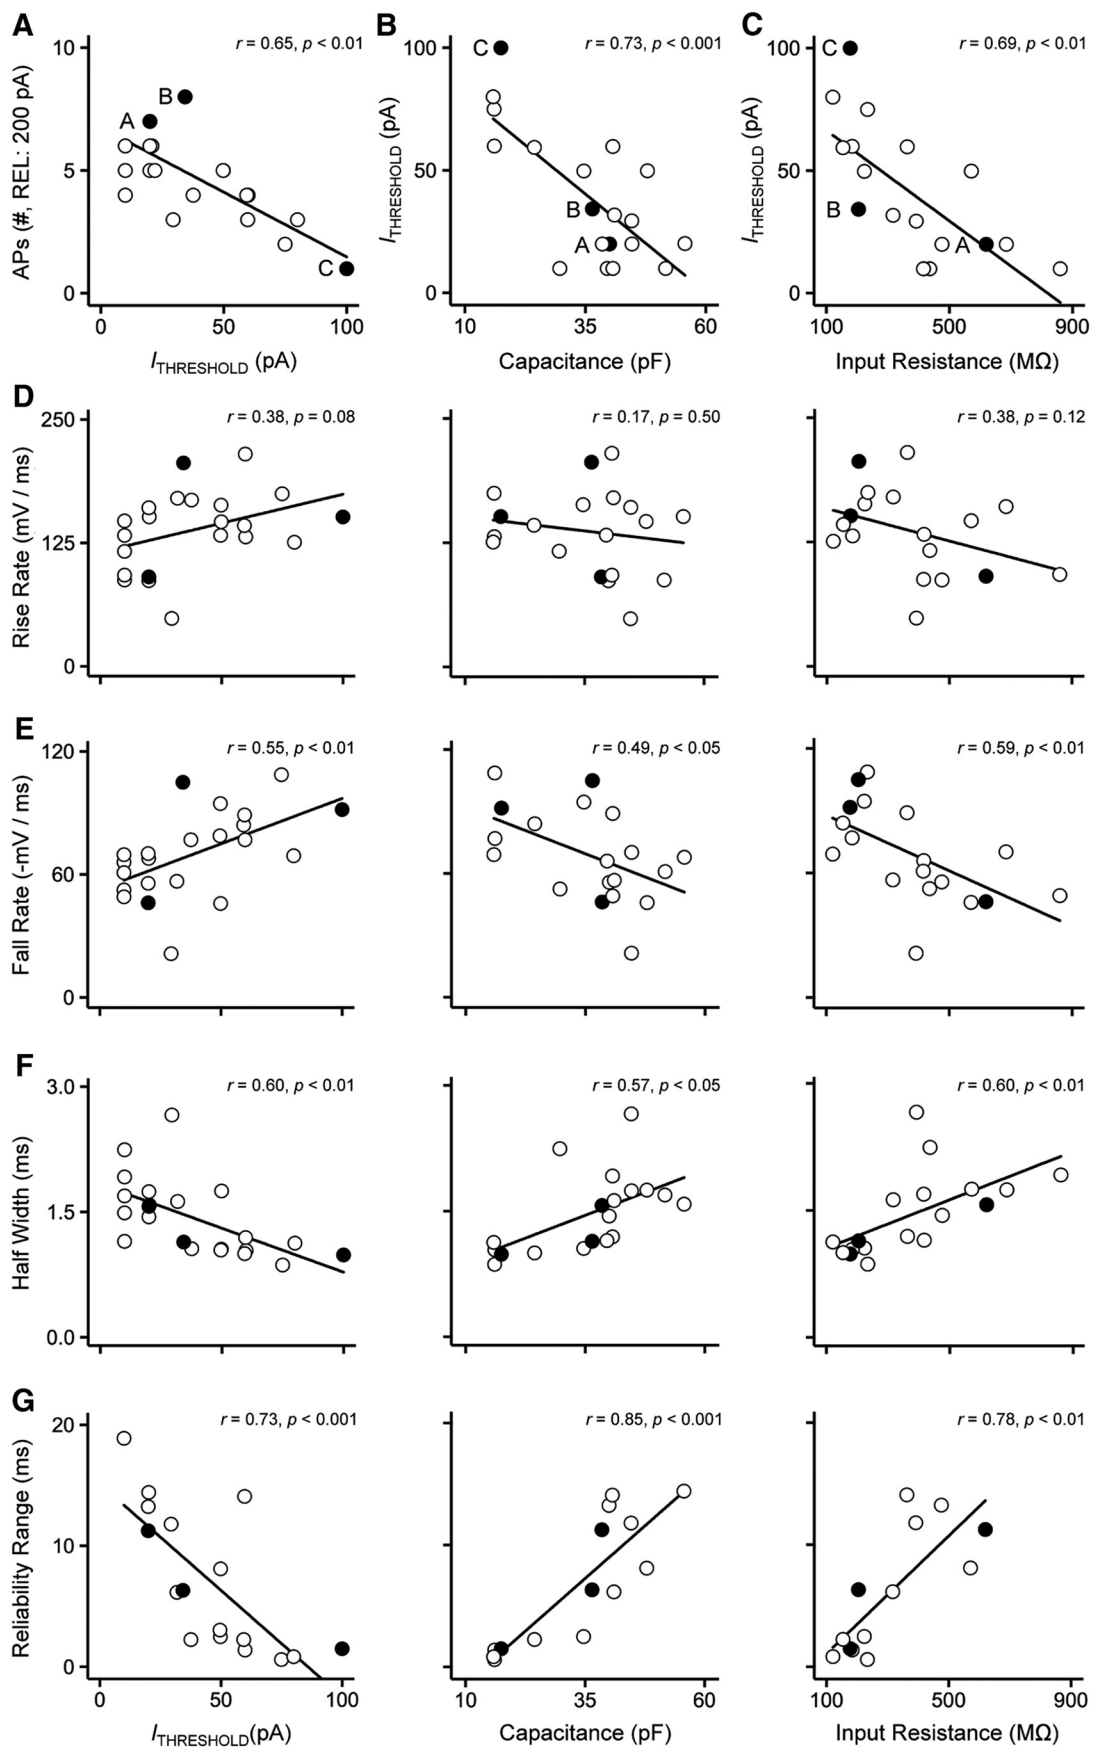 A
r = 0.65, p < 0.01
10
5
0
APs (#, REL: 200 pA)
A
B
C
0 50 100
I THRESHOLD (pA)
B
r = 0.73, p < 0.001
100
50
0
I THRESHOLD (pA)
C
B
A
10 35 60
Capacitance (pF)
C
r = 0.69, p < 0.01
100
50
0
I THRESHOLD (pA)
C
B
A
100 500 900
Input Resistance (MΩ)
D
250
125
0
Rise Rate (mV / ms)
r = 0.38, p = 0.08
r = 0.17, p = 0.50
r = 0.38, p = 0.12
E
120
60
0
Fall Rate (-mV / ms)
r = 0.55, p < 0.01
r = 0.49, p < 0.05
r = 0.59, p < 0.01
F
3.0
1.5
0.0
Half Width (ms)
r = 0.60, p < 0.01
r = 0.57, p < 0.05
r = 0.60, p < 0.01
G
20
10
0
Reliability Range (ms)
r = 0.73, p < 0.001
r = 0.85, p < 0.001
r = 0.78, p < 0.01
0 50 100
I THRESHOLD(pA)
10 35 60
Capacitance (pF)
100 500 900
Input Resistance (MΩ)